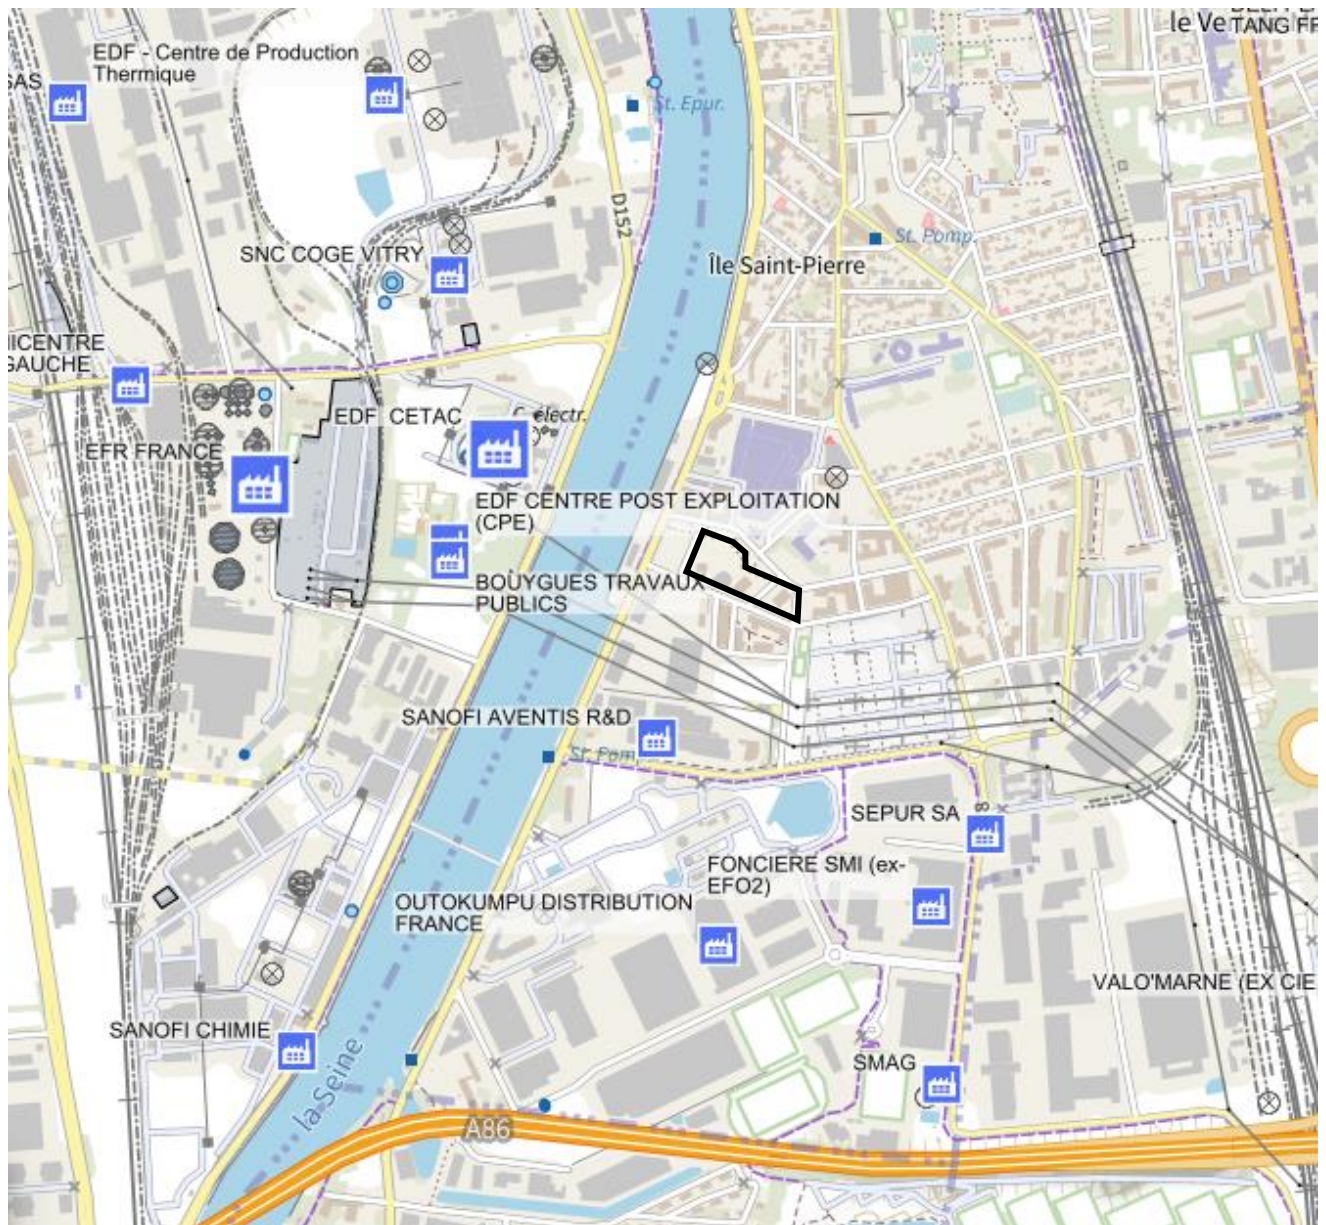 le Ve
TANG FR
EDF - Centre de Production
Thermique
SAS
St. Epur.
D152
SNC COGE VITRY
St. Pomp.
Île Saint-Pierre
NICENTRE
GAUCHE
EDF CETAC
C. electr.
EFR FRANCE
EDF CENTRE POST EXPLOITATION
(CPE)
BOUYGUES TRAVAUX
PUBLICS
SANOFI AVENTIS R&D
St. Pom
SEPUR SA
8
FONCIERE SMI (ex-
EFO2)
OUTOKUMPU DISTRIBUTION
FRANCE
VALO'MARNE (EX CIE
SANOFI CHIMIE
la Seine
SMAG
A86